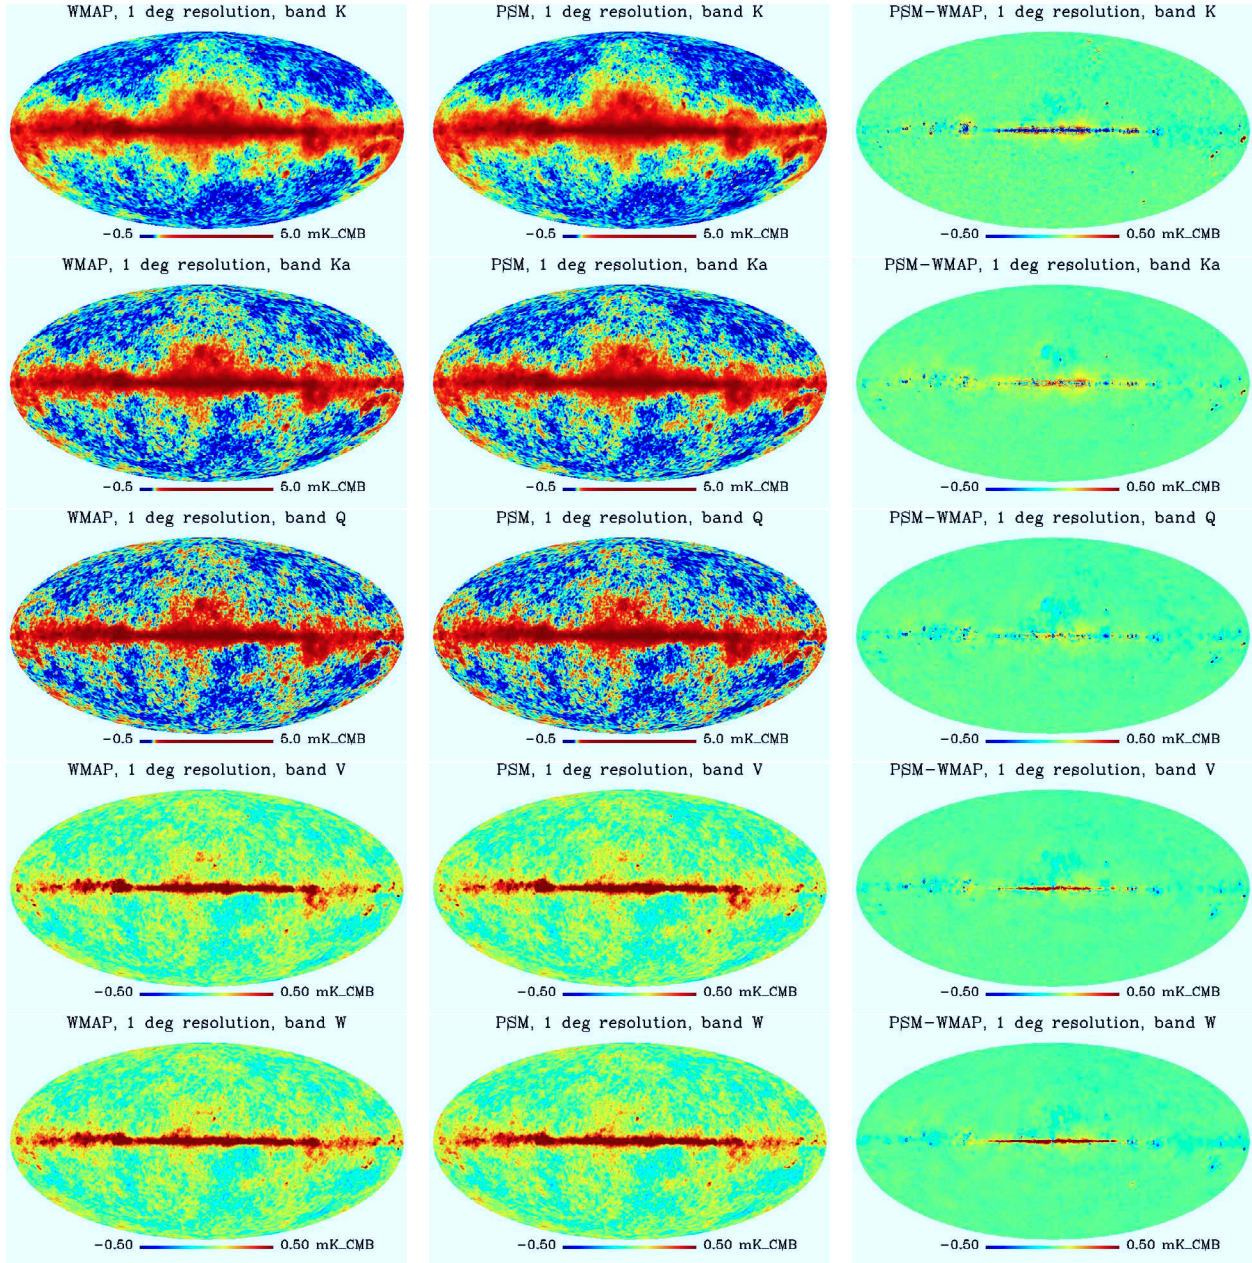 WMAP, 1 deg resolution, band K
PSM, 1 deg resolution, band K
PSM-WMAP, 1 deg resolution, band K
-0.5 5.0 mK_CMB
-0.5 5.0 mK_CMB
-0.50 0.50 mK_CMB
WMAP, 1 deg resolution, band Ka
PSM, 1 deg resolution, band Ka
PSM-WMAP, 1 deg resolution, band Ka
-0.5 5.0 mK_CMB
-0.5 5.0 mK_CMB
-0.50 0.50 mK_CMB
WMAP, 1 deg resolution, band Q
PSM, 1 deg resolution, band Q
PSM-WMAP, 1 deg resolution, band Q
-0.5 5.0 mK_CMB
-0.5 5.0 mK_CMB
-0.50 0.50 mK_CMB
WMAP, 1 deg resolution, band V
PSM, 1 deg resolution, band V
PSM-WMAP, 1 deg resolution, band V
-0.50 0.50 mK_CMB
-0.50 0.50 mK_CMB
-0.50 0.50 mK_CMB
WMAP, 1 deg resolution, band W
PSM, 1 deg resolution, band W
PSM-WMAP, 1 deg resolution, band W
-0.50 0.50 mK_CMB
-0.50 0.50 mK_CMB
-0.50 0.50 mK_CMB